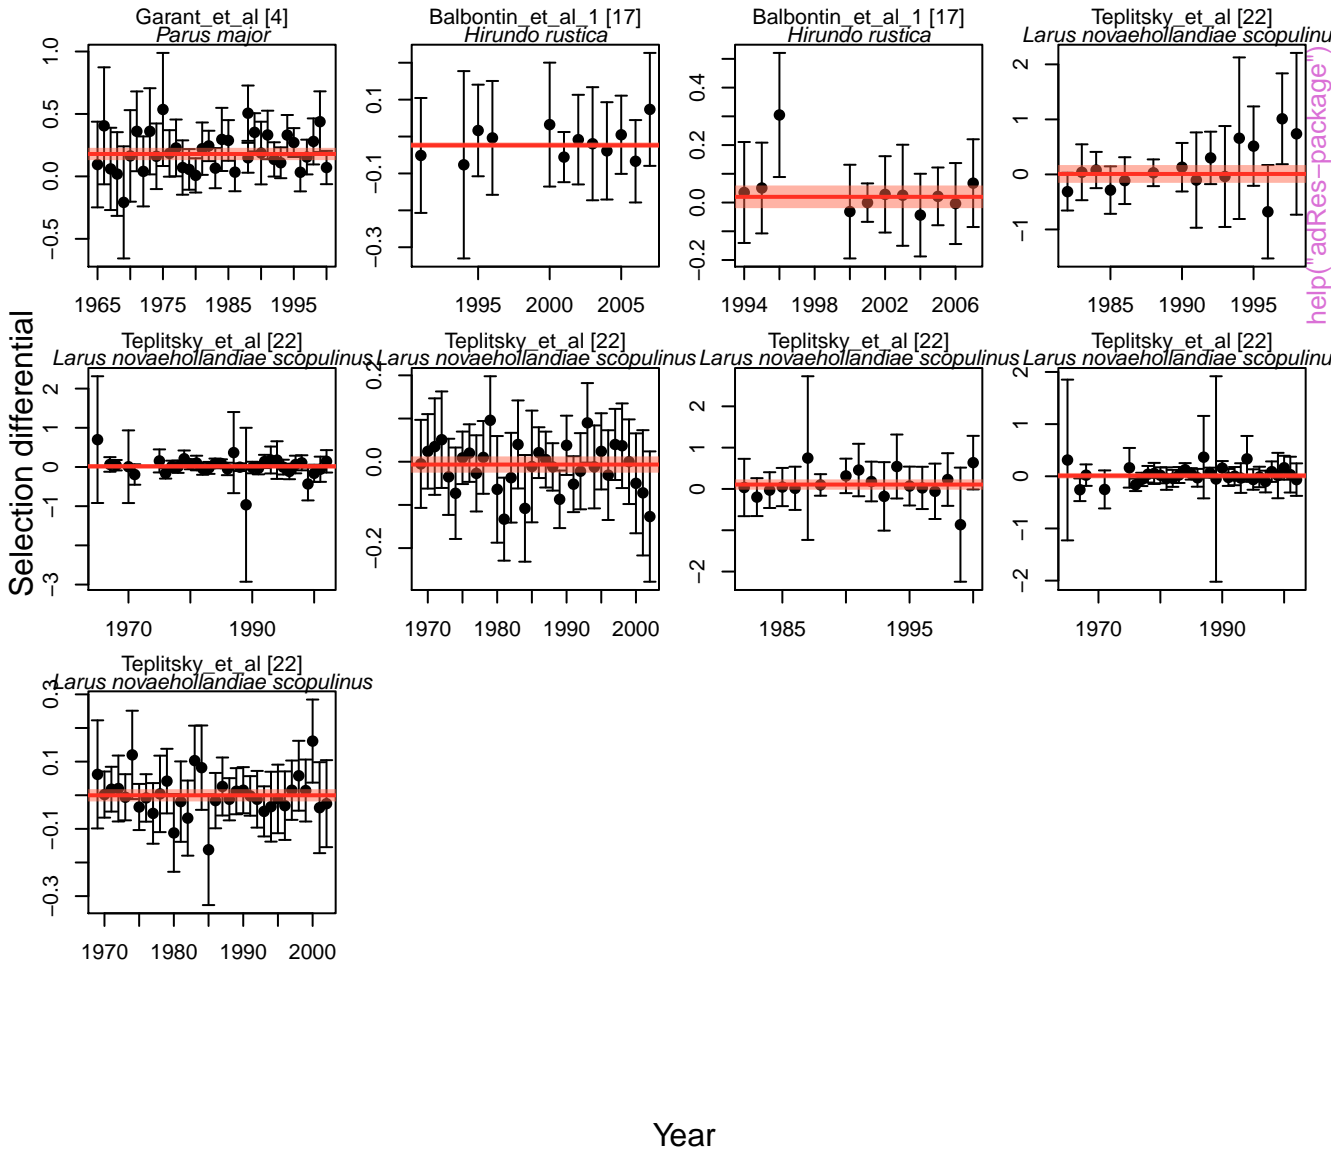 Garant_et_al [4]
Parus major
1.0
0.5
0.0
−0.5
1965 1975 1985 1995
Balbontin_et_al_1 [17]
Hirundo rustica
0.1
−0.1
−0.3
1995 2000 2005
Balbontin_et_al_1 [17]
Hirundo rustica
0.4
0.2
0.0
−0.2
1994 1998 2002 2006
Teplitsky_et_al [22]
Larus novaehollandiae scopulinus
2
1
0
−1
1985 1990 1995
help("adRes−package")
Selection differential
Teplitsky_et_al [22]
Larus novaehollandiae scopulinus
2
1
0
−1
−3
1970 1990
Teplitsky_et_al [22]
Larus novaehollandiae scopulinus
0.2
0.0
−0.2
1970 1980 1990 2000
Teplitsky_et_al [22]
Larus novaehollandiae scopulinus
2
1
0
−2
1985 1995
Teplitsky_et_al [22]
Larus novaehollandiae scopulinu
2
1
0
−1
−2
1970 1990
Teplitsky_et_al [22]
Larus novaehollandiae scopulinus
0.3
0.1
−0.1
−0.3
1970 1980 1990 2000
Year